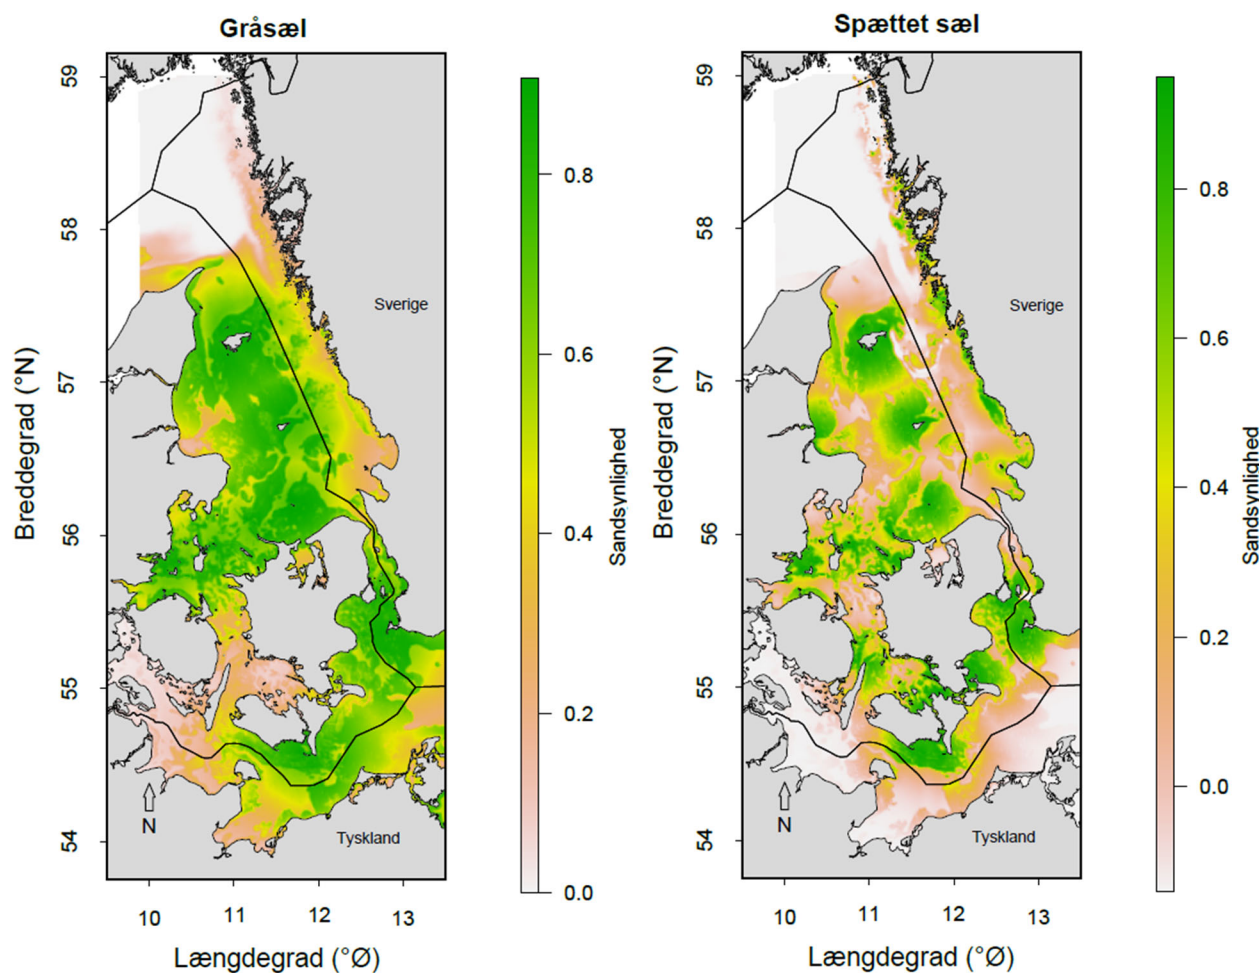 Gråsæl
59
58
57
56
55
54
Breddegrad (°N)
Sverige
Tyskland
N
10
11
12
13
Længdegrad (°Ø)
0.8
0.6
0.4
0.2
0.0
Sandsynlighed
Spættet sæl
59
58
57
56
55
54
Breddegrad (°N)
Sverige
Tyskland
N
10
11
12
13
Længdegrad (°Ø)
0.8
0.6
0.4
0.2
0.0
Sandsynlighed